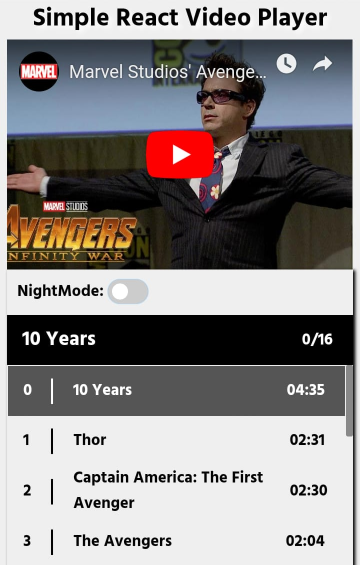 Simple React Video Player
MARVEL
Marvel Studios' Avenge...
MARVEL STUDIOS
AVENGERS
INFINITY WAR
NightMode:
10 Years
0/16
0
10 Years
04:35
1
Thor
02:31
2
Captain America: The First
Avenger
02:30
3
The Avengers
02:04